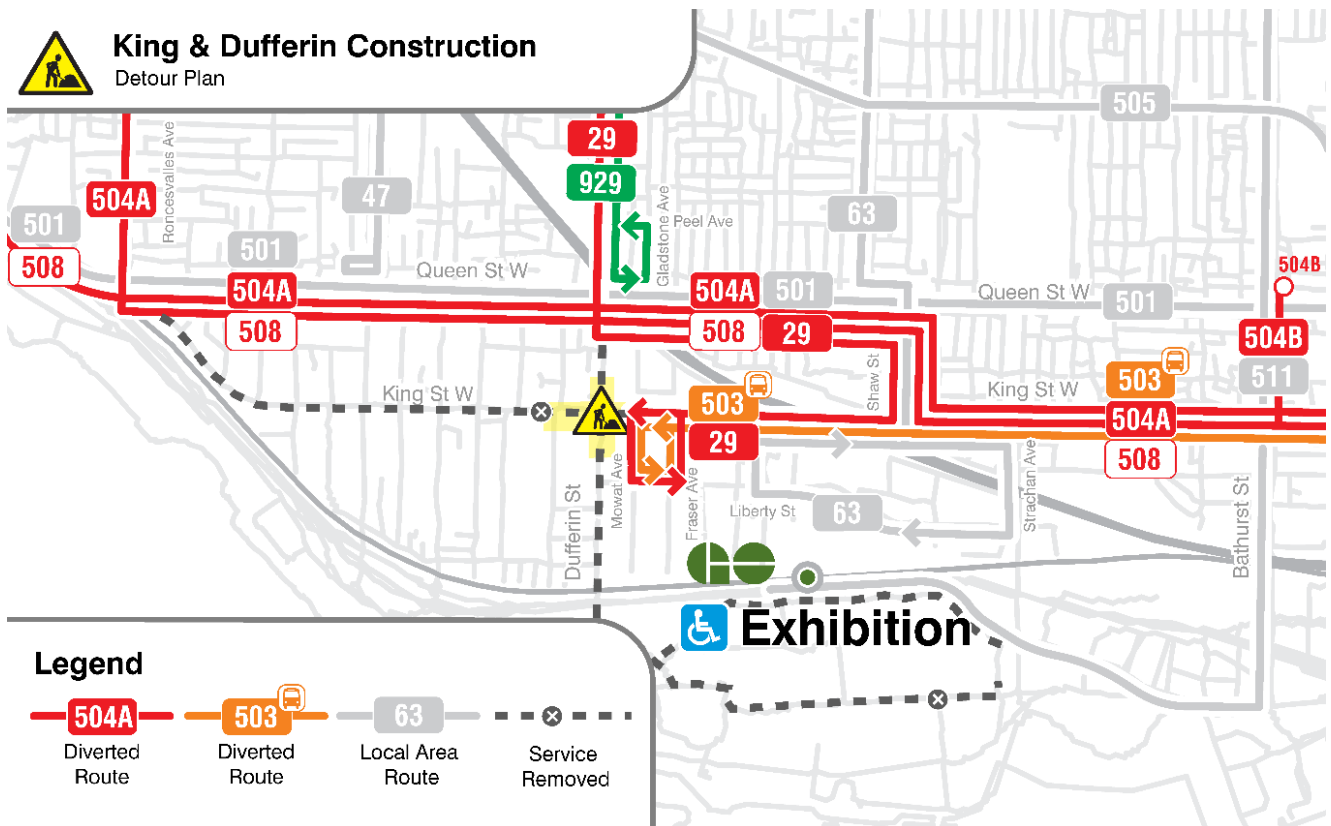 King & Dufferin Construction
Detour Plan
505
29
Roncesvalles Ave
929
504A
47
Gladstone Ave
Peel Ave
63
501
501
508
Queen St W
504B
504A
504A
501
Queen St W
501
508
508
29
504B
Shaw St
503
King St W
511
King St W
503
504A
29
508
Mowat Ave
Fraser Ave
Dufferin St
Liberty St
63
Strachan Ave
Bathurst St
GO
Exhibition
Legend
504A
503
63
Diverted
Route
Diverted
Route
Local Area
Route
Service
Removed